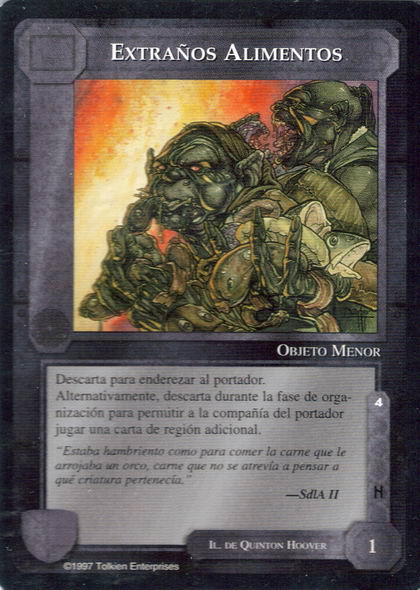 EXTRAÑOS ALIMENTOS
OBJETO MENOR
Descarta para enderezar al portador.
Alternativamente, descarta durante la fase de orga-
nización para permitir a la compañía del portador
jugar una carta de región adicional.
“Estaba hambriento como para comer la carne que le
arrojaba un orco, carne que no se atrevía a pensar a
qué criatura pertenecía.”
—SdlA II
4
IL. DE QUINTON HOOVER
1
©1997 Tolkien Enterprises